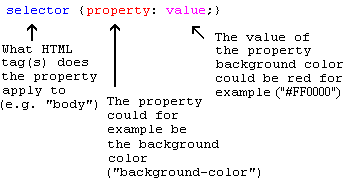 selector {property: value;}
What HTML
tag(s) does
the property
apply to
(e.g. "body")
The property
could for
example be
the background
color
("background-color")
The value of
the property
background color
could be red for
example ("#FF0000")